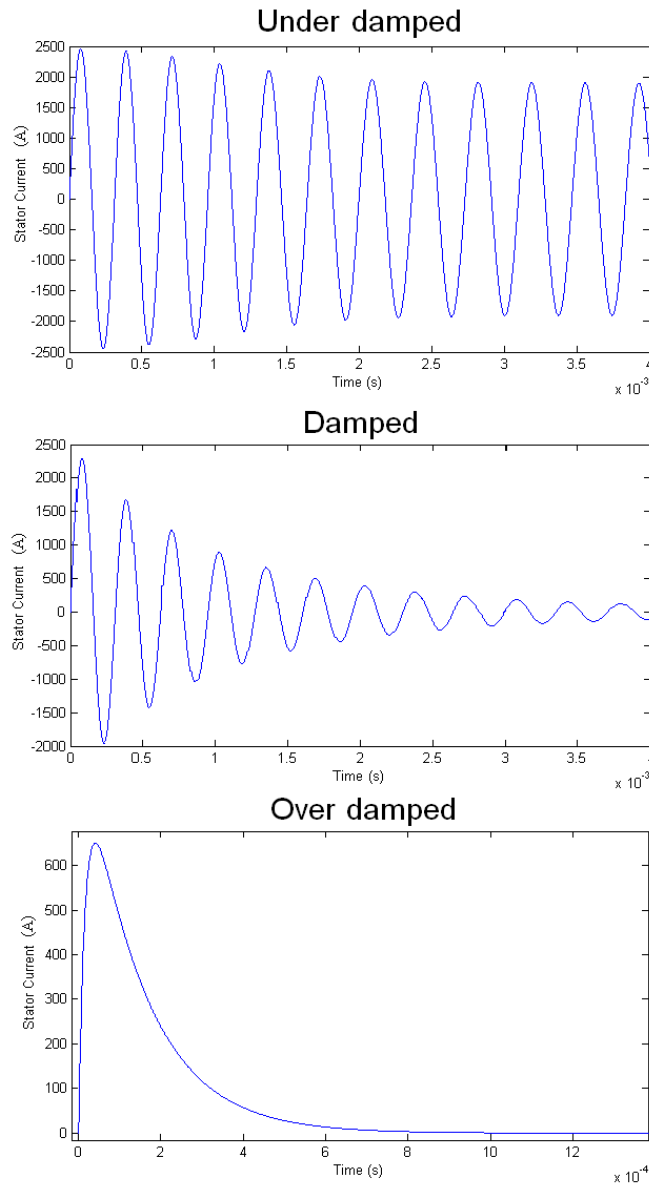 Under damped
2500
2000
1500
1000
500
0
-500
-1000
-1500
-2000
-2500
Stator Current (A)
0 0.5 1 1.5 2 2.5 3 3.5 4
Time (s)
x 10⁻³
Damped
2500
2000
1500
1000
500
0
-500
-1000
-1500
-2000
Stator Current (A)
0 0.5 1 1.5 2 2.5 3 3.5
Time (s)
x 10⁻³
Over damped
600
500
400
300
200
100
0
Stator Current (A)
0 2 4 6 8 10 12
Time (s)
x 10⁻⁴